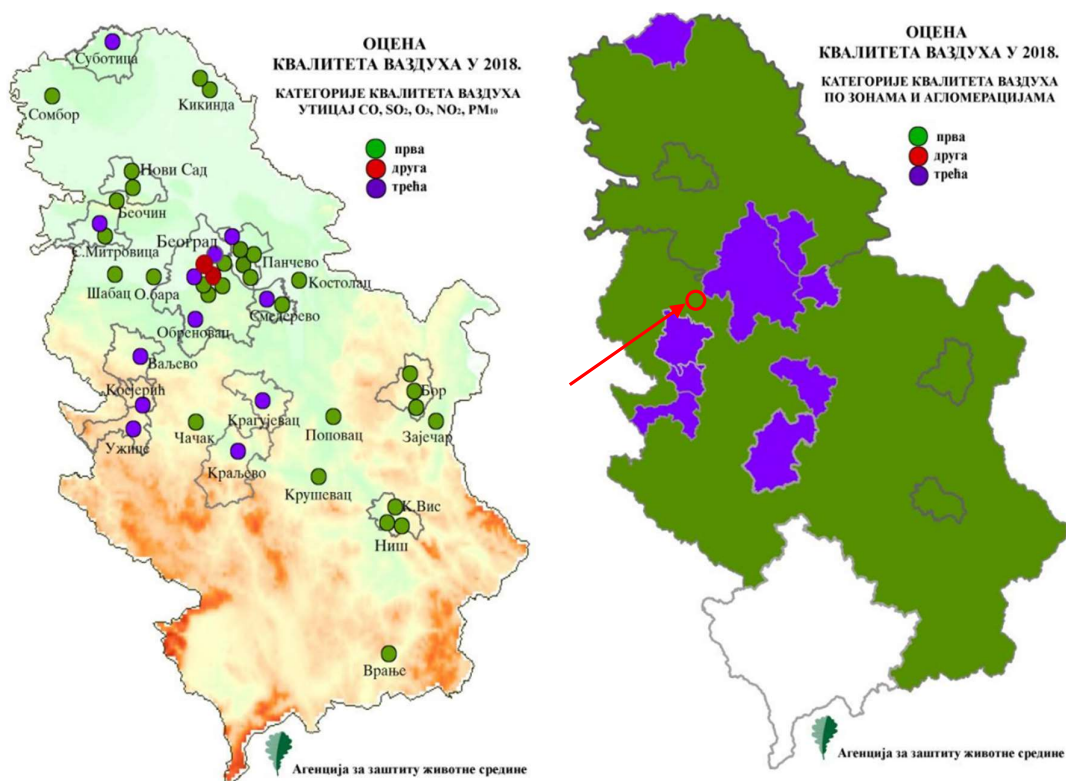 ОЦЕНА
КВАЛИТЕТА ВАЗДУХА У 2018.
КАТЕГОРИЈЕ КВАЛИТЕТА ВАЗДУХА
УТИЦАЈ CO, SO₂, O₃, NO₂, PM₁₀
прва
друга
трећа
Суботица
Кикинда
Сомбор
Нови Сад
Беочин
С.Митровица
Београд
Панчево
Шабац
О.бара
Костолац
Смедерево
Обреновац
Ваљево
Косјерић
Бор
Крагујевац
Ужице
Чачак
Поповац
Зајечар
Краљево
Крушевац
К.Вис
Ниш
Врање
Агенција за заштиту животне средине
ОЦЕНА
КВАЛИТЕТА ВАЗДУХА У 2018.
КАТЕГОРИЈЕ КВАЛИТЕТА ВАЗДУХА
ПО ЗОНАМА И АГЛОМЕРАЦИЈАМА
прва
друга
трећа
Агенција за заштиту животне средине